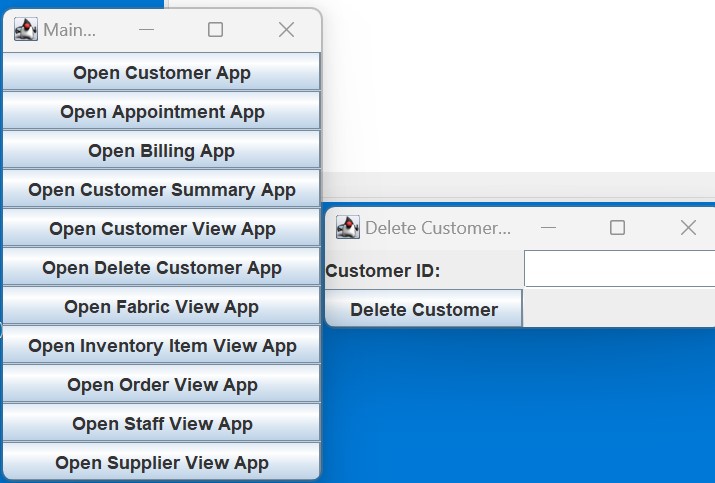 Main...
Open Customer App
Open Appointment App
Open Billing App
Open Customer Summary App
Open Customer View App
Open Delete Customer App
Open Fabric View App
Open Inventory Item View App
Open Order View App
Open Staff View App
Open Supplier View App
Delete Customer...
Customer ID:
Delete Customer